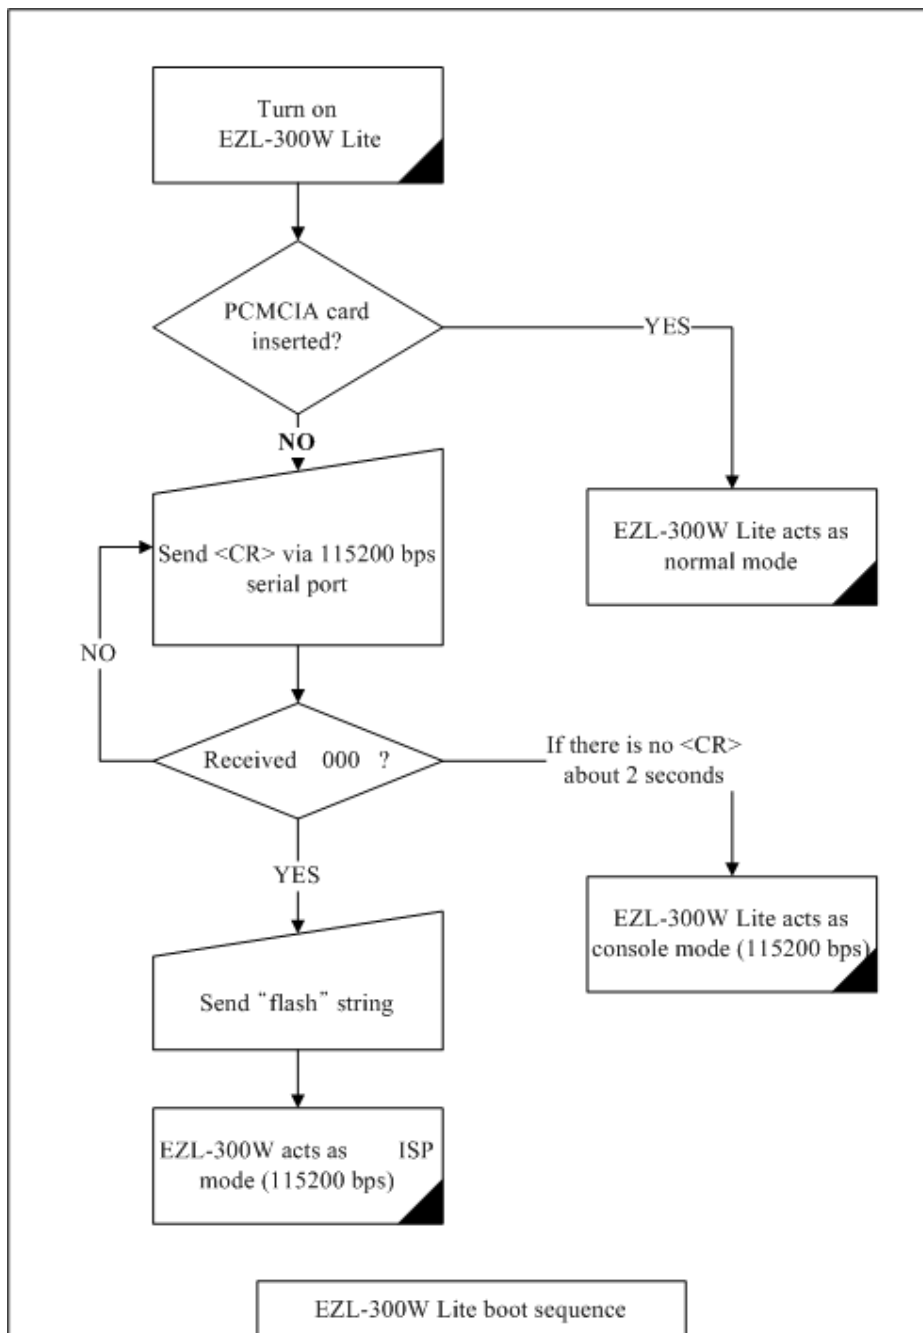 Turn on
EZL-300W Lite
PCMCIA card
inserted?
YES
NO
Send <CR> via 115200 bps
serial port
EZL-300W Lite acts as
normal mode
NO
Received 000 ?
If there is no <CR>
about 2 seconds
YES
EZL-300W Lite acts as
console mode (115200 bps)
Send “flash” string
EZL-300W acts as ISP
mode (115200 bps)
EZL-300W Lite boot sequence